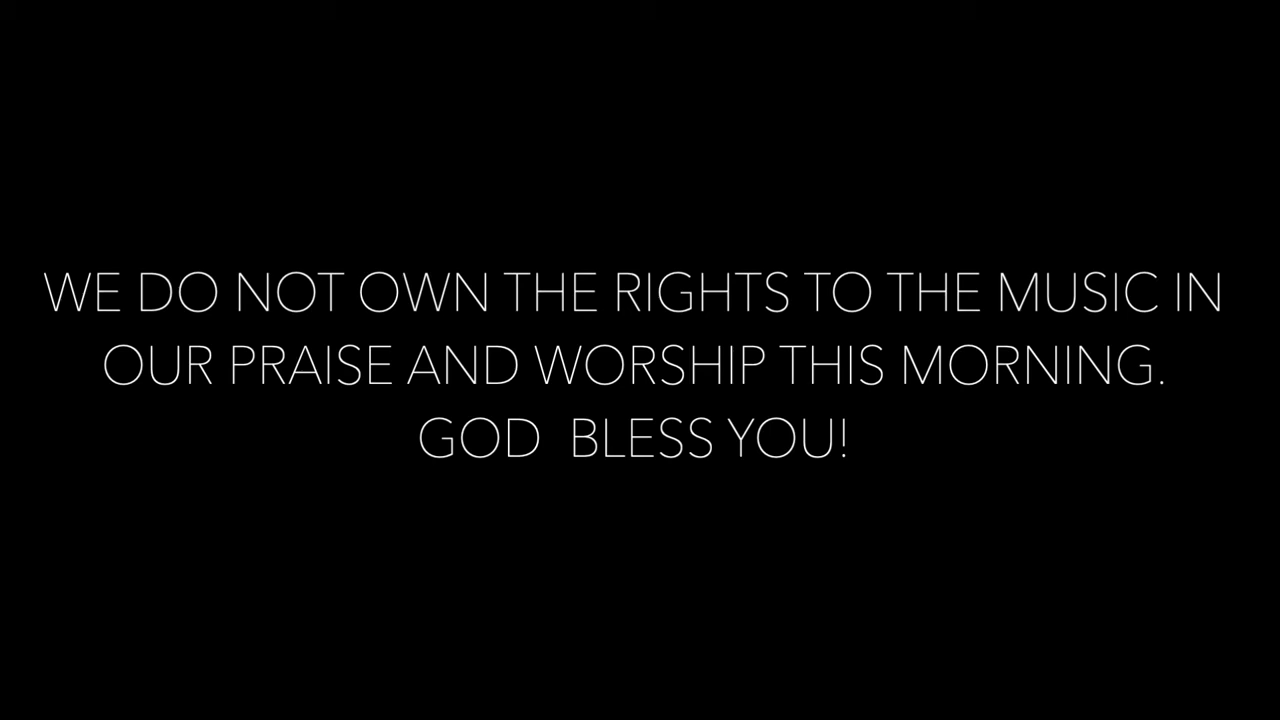 WE DO NOT OWN THE RIGHTS TO THE MUSIC IN
OUR PRAISE AND WORSHIP THIS MORNING.
GOD  BLESS YOU!